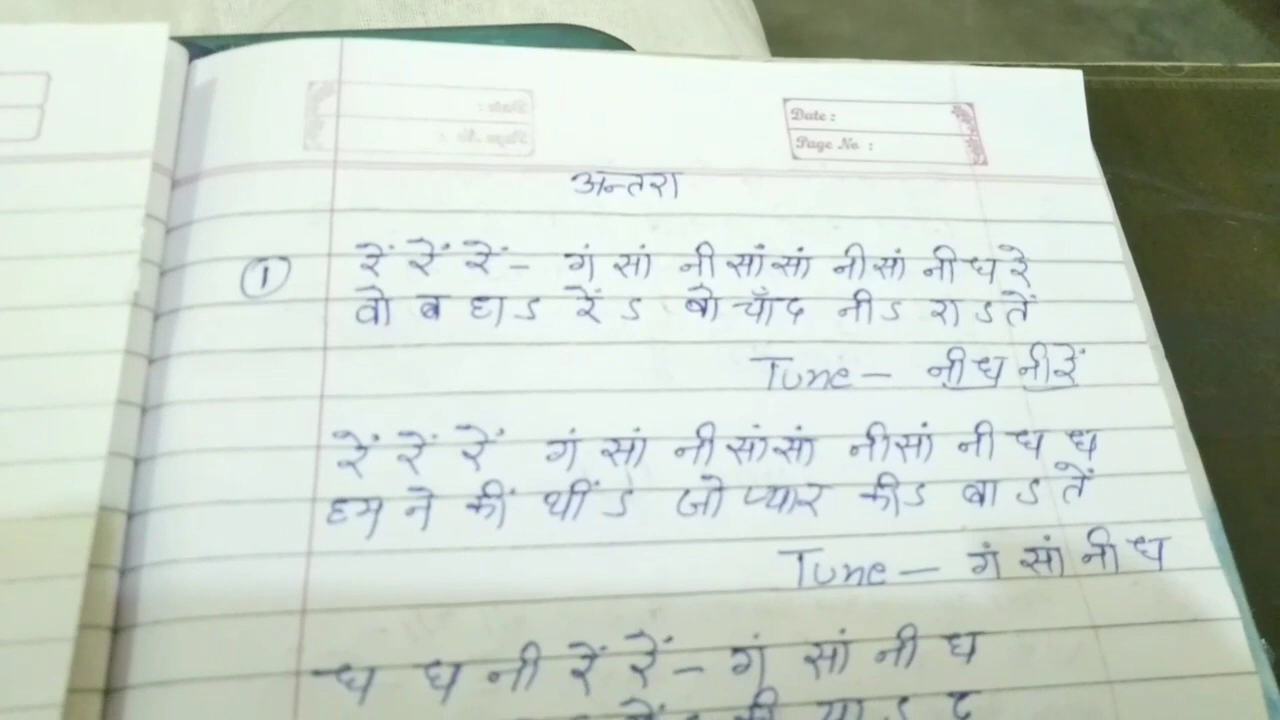 Date :
Page No :
अन्तरा
① रें रें रें - गं सां नी सां सां नी सां नी ध रे
वो ब हा ऽ रें ऽ वो चाँद नी ऽ रा ऽ तें
Tune - नी ध नी रें
रें रें रें गं सां नी सां सां नी सां नी ध ध
हम ने कीं थीं ऽ जो प्यार की ऽ बा ऽ तें
Tune - गं सां नी ध
ध ध नी रें रें - गं सां नी ध
की या ऽ द